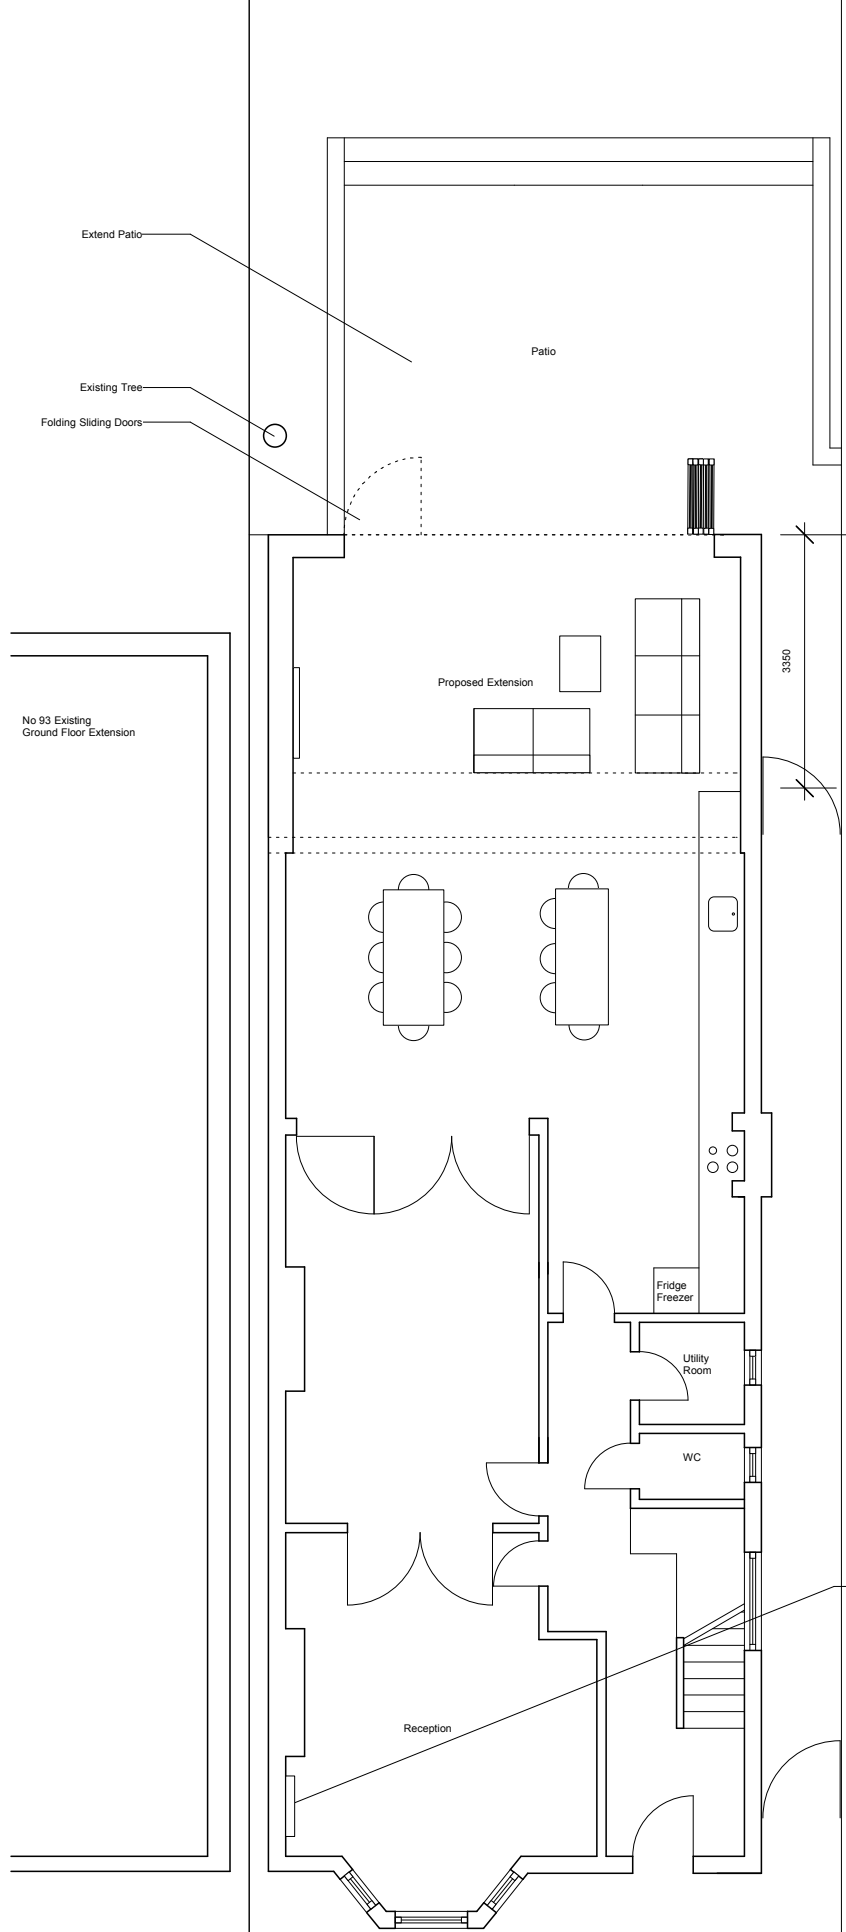 Extend Patio
Patio
Existing Tree
Folding Sliding Doors
3350
Proposed Extension
No 93 Existing
Ground Floor Extension
Fridge
Freezer
Utility
Room
WC
Reception